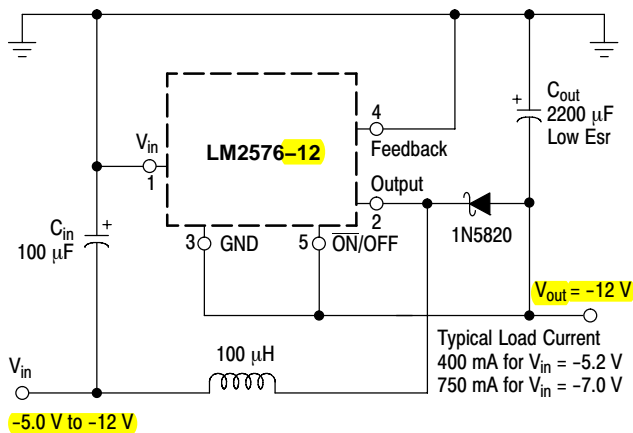 Cout
2200 μF
Low Esr
+
4
Feedback
Vin
1
LM2576–12
Output
2
1N5820
Cin
100 μF
+
3
GND
5
ON/OFF
Vout = –12 V
Typical Load Current
400 mA for Vin = –5.2 V
750 mA for Vin = –7.0 V
100 μH
Vin
–5.0 V to –12 V